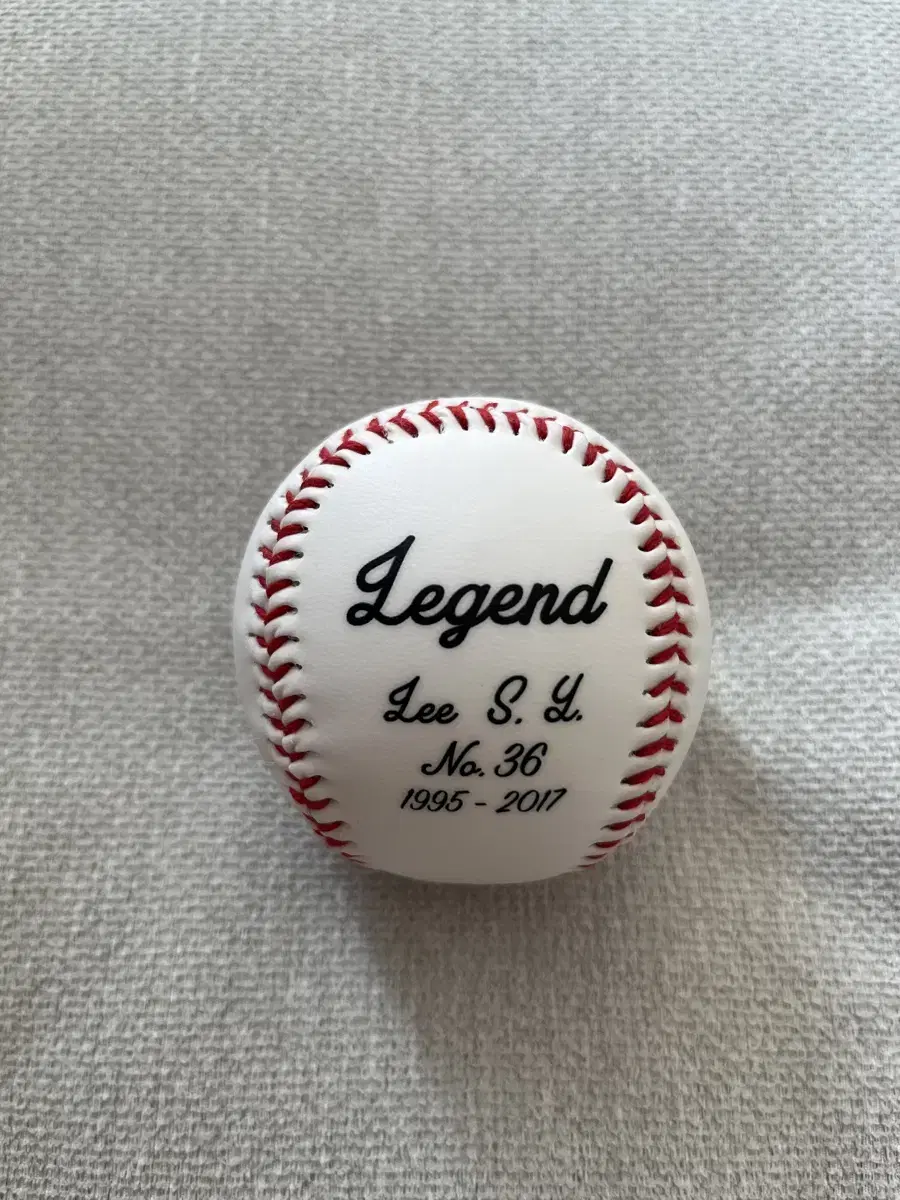 Legend
Lee S. Y.
No. 36
1995 - 2017